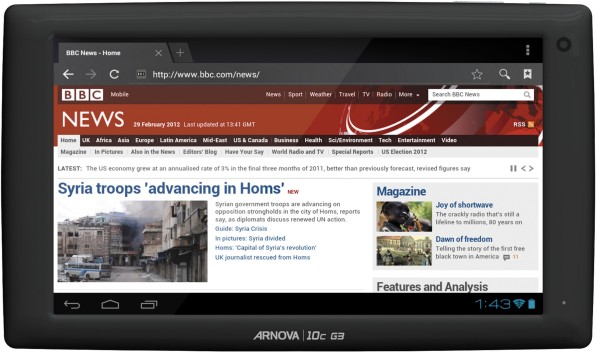 BBC News - Home
http://www.bbc.com/news/
BBC Mobile News Sport Weather Travel TV Radio More Search BBC News
NEWS 29 February 2012 Last updated at 13:41 GMT RSS
Home UK Africa Asia Europe Latin America Mid-East US & Canada Business Health Sci/Environment Tech Entertainment Video
Magazine In Pictures Also in the News Editors' Blog Have Your Say World Radio and TV Special Reports US Election 2012
LATEST: The US economy grew at an annualised rate of 3% in the final three months of 2011, better than previously forecast, revised figures say
Syria troops 'advancing in Homs' NEW
Syrian government troops are advancing on
opposition strongholds in the city of Homs, reports
say, as diplomats discuss renewed UN action.
Guide: Syria Crisis
In pictures: Syria divided
Homs: 'Capital of Syria's revolution'
UK journalist rescued from Homs
Magazine
Joy of shortwave
The crackly radio that's still a
lifeline to millions, 80 years on
Dawn of freedom
Telling the story of the first free
black town in America 11
Features and Analysis
1:43
ARNOVA 10c G3